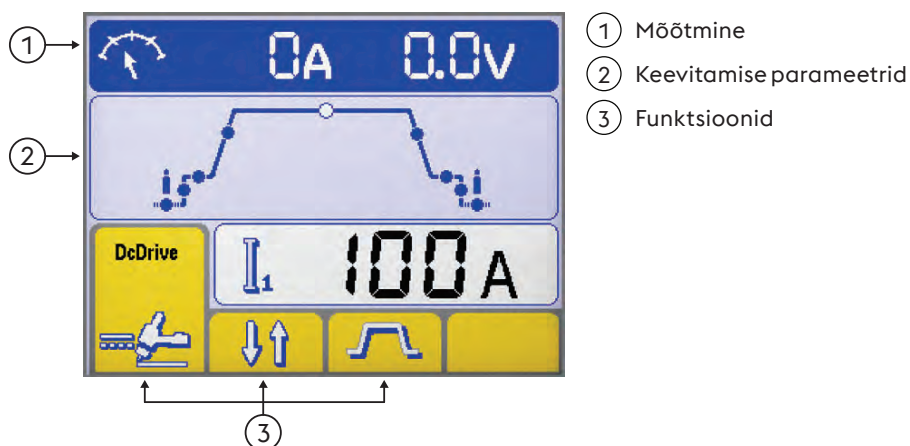 1
0A 0.0V
2
DcDrive
I1 100A
3
1 Mõõtmine
2 Keevitamise parameetrid
3 Funktsioonid